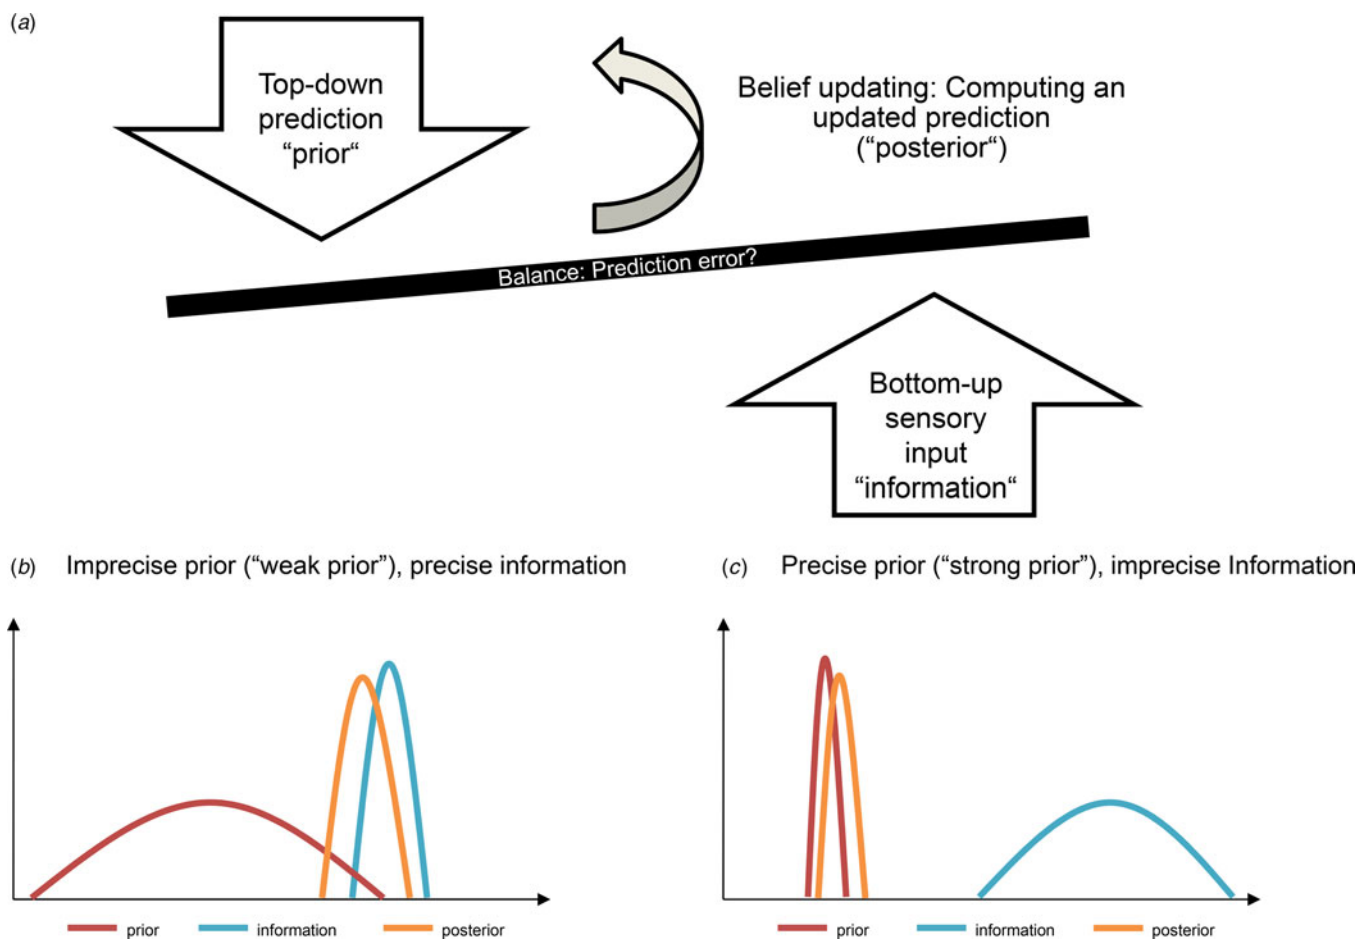 (a)
Top-down
prediction
“prior“
Belief updating: Computing an
updated prediction
(“posterior“)
Balance: Prediction error?
Bottom-up
sensory
input
“information“
(b) Imprecise prior (“weak prior”), precise information
(c) Precise prior (“strong prior”), imprecise Information
prior information posterior
prior information posterior